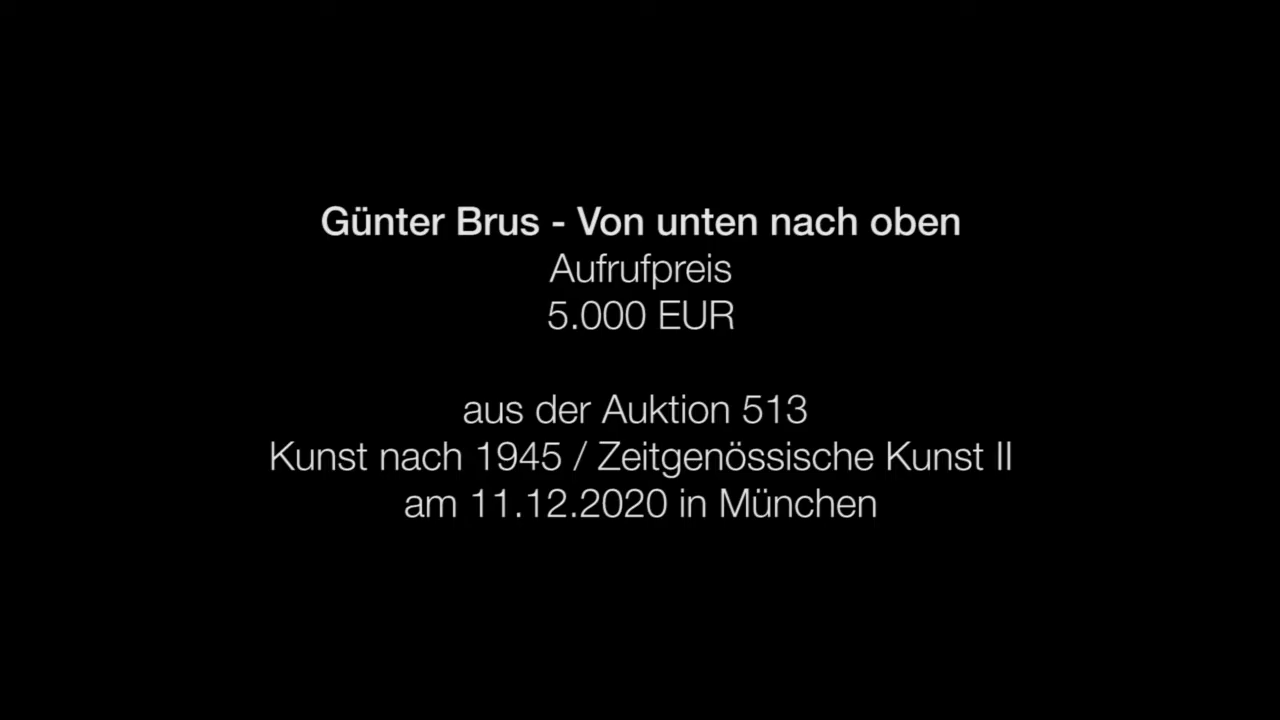 Günter Brus - Von unten nach oben
Aufrufpreis
5.000 EUR
aus der Auktion 513
Kunst nach 1945 / Zeitgenössische Kunst II
am 11.12.2020 in München